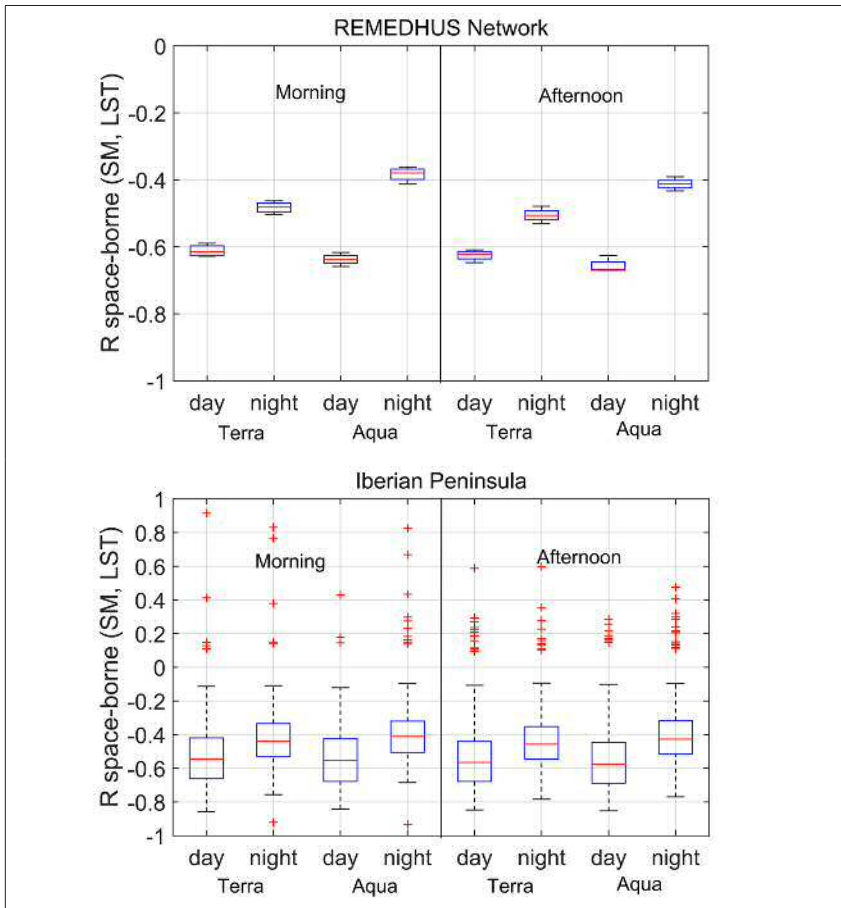 REMEDHUS Network
R space-borne (SM, LST)
0
-0.2
-0.4
-0.6
-0.8
-1
Morning
Afternoon
day night day night day night day night
Terra Aqua Terra Aqua
Iberian Peninsula
R space-borne (SM, LST)
1
0.8
0.6
0.4
0.2
0
-0.2
-0.4
-0.6
-0.8
-1
Morning
Afternoon
day night day night day night day night
Terra Aqua Terra Aqua